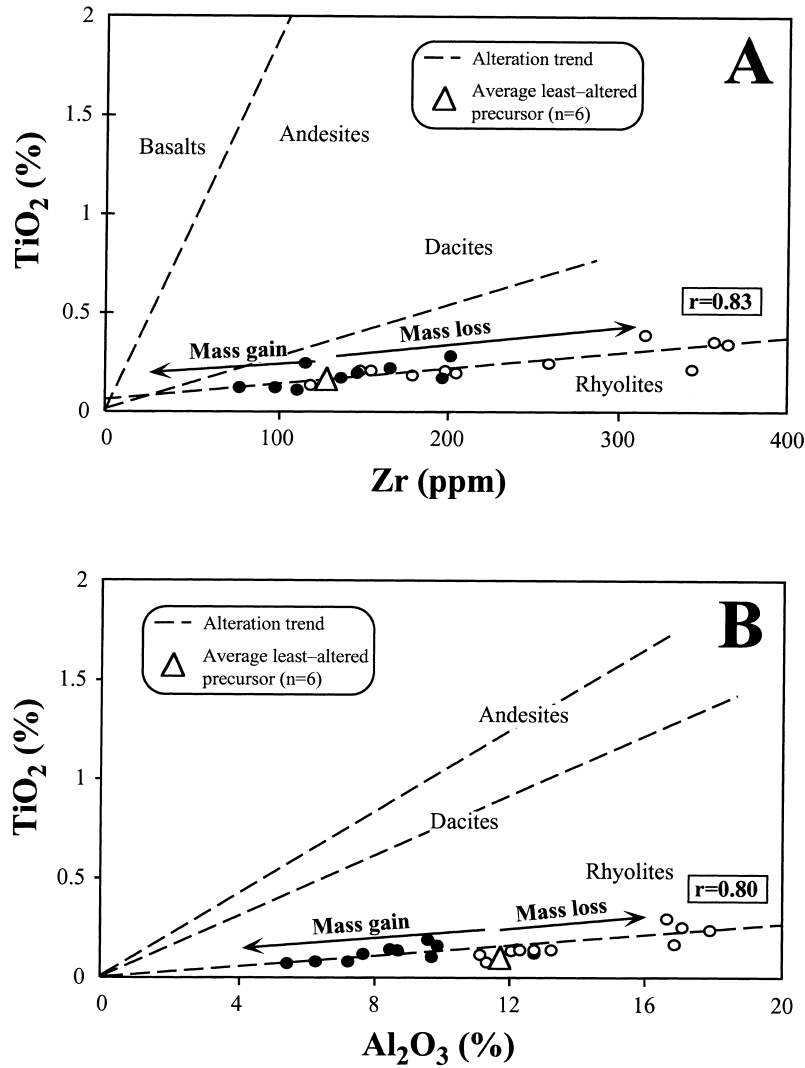 2
A
Alteration trend
Average least–altered
precursor (n=6)
1.5
Basalts
Andesites
TiO₂ (%)
1
Dacites
0.5
r=0.83
Mass loss
Mass gain
Rhyolites
0
0
100
200
300
400
Zr (ppm)
2
B
Alteration trend
Average least–altered
precursor (n=6)
1.5
Andesites
TiO₂ (%)
1
Dacites
Rhyolites
0.5
r=0.80
Mass loss
Mass gain
0
0
4
8
12
16
20
Al₂O₃ (%)